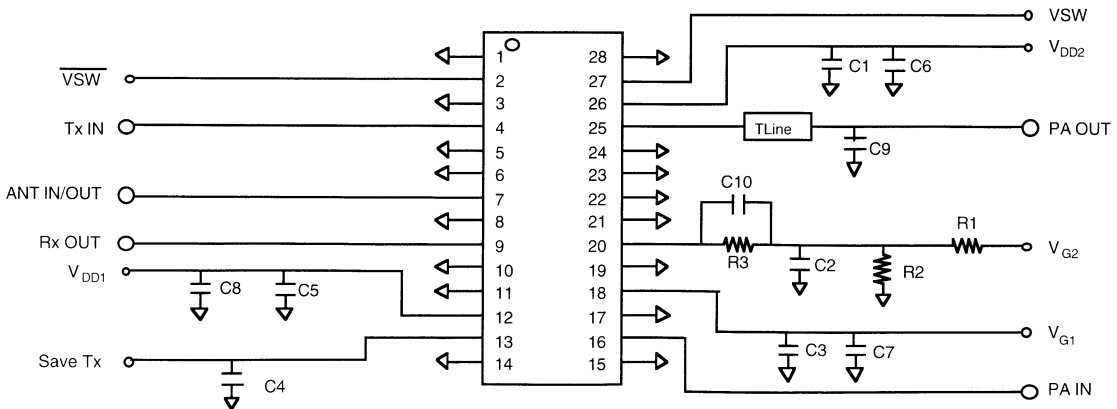 VSW
28
1
V_DD2
C1 C6
VSW
2
27
3
26
Tx IN
4
25
TLine
PA OUT
5
24
C9
6
23
C10
ANT IN/OUT
7
22
8
21
R1
Rx OUT
9
20
V_G2
R3
C2
R2
V_DD1
10
19
C8 C5
11
18
12
17
V_G1
13
16
C3 C7
Save Tx
14
15
C4
PA IN